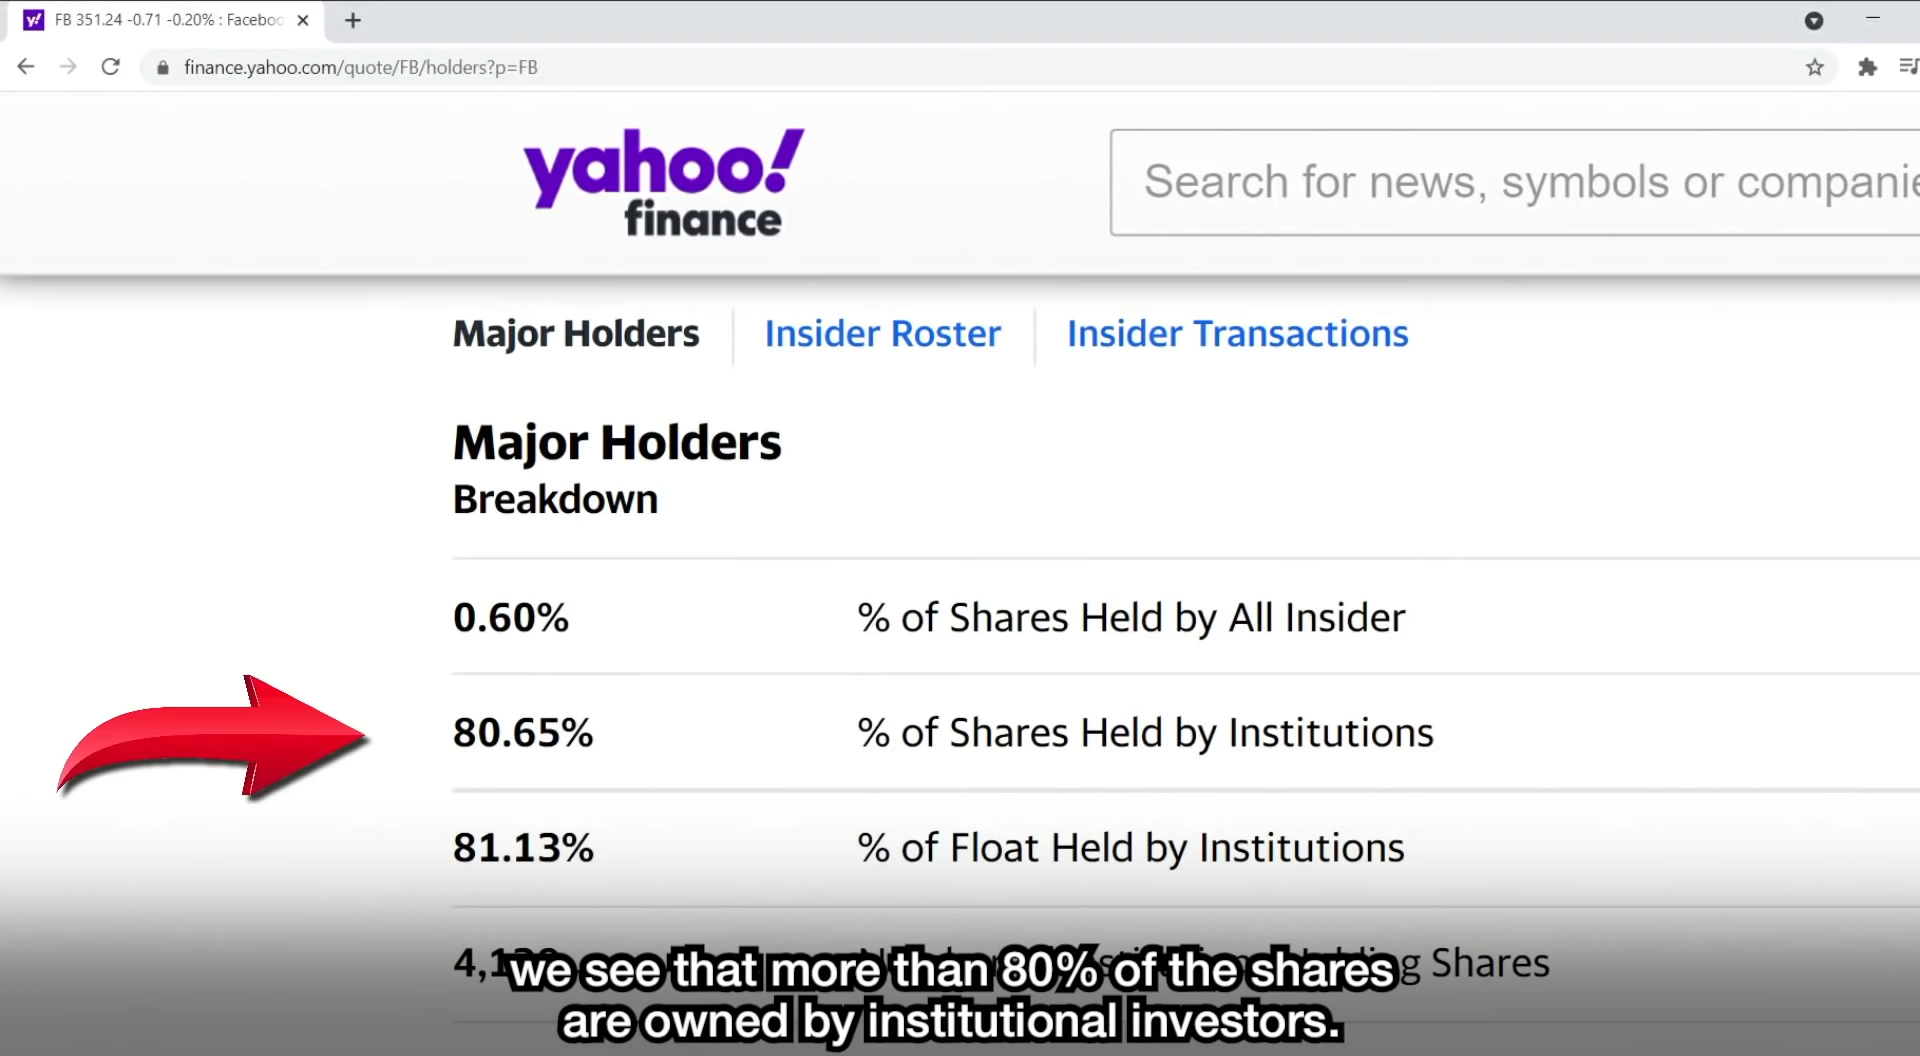 FB 351.24 -0.71 -0.20% : Faceboo
finance.yahoo.com/quote/FB/holders?p=FB
yahoo!
finance
Search for news, symbols or companie
Major Holders
Insider Roster
Insider Transactions
Major Holders
Breakdown
0.60% % of Shares Held by All Insider
80.65% % of Shares Held by Institutions
81.13% % of Float Held by Institutions
Shares
we see that more than 80% of the shares
are owned by institutional investors.